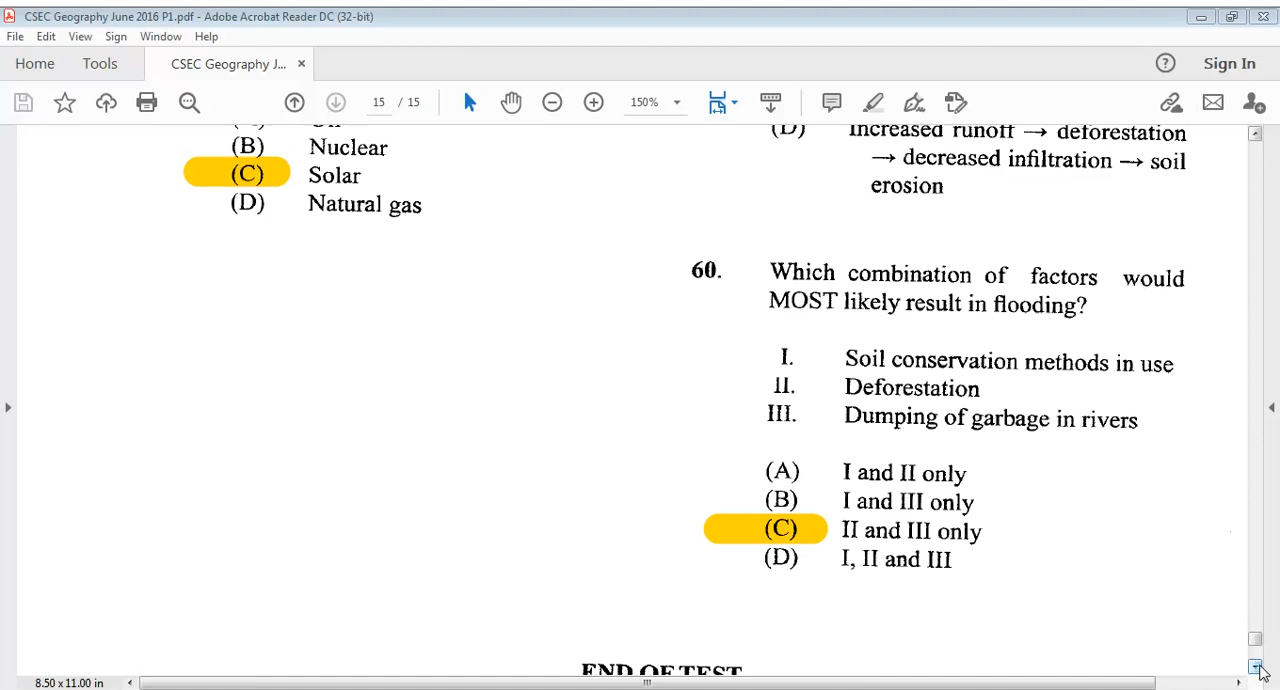 CSEC Geography June 2016 P1.pdf - Adobe Acrobat Reader DC (32-bit)
File Edit View Sign Window Help
Home Tools CSEC Geography J... × Sign In
15 / 15 150%
(B) Nuclear
(C) Solar
(D) Natural gas
(D) Increased runoff → deforestation
→ decreased infiltration → soil
erosion
60. Which combination of factors would
MOST likely result in flooding?
I. Soil conservation methods in use
II. Deforestation
III. Dumping of garbage in rivers
(A) I and II only
(B) I and III only
(C) II and III only
(D) I, II and III
END OF TEST
8.50 x 11.00 in